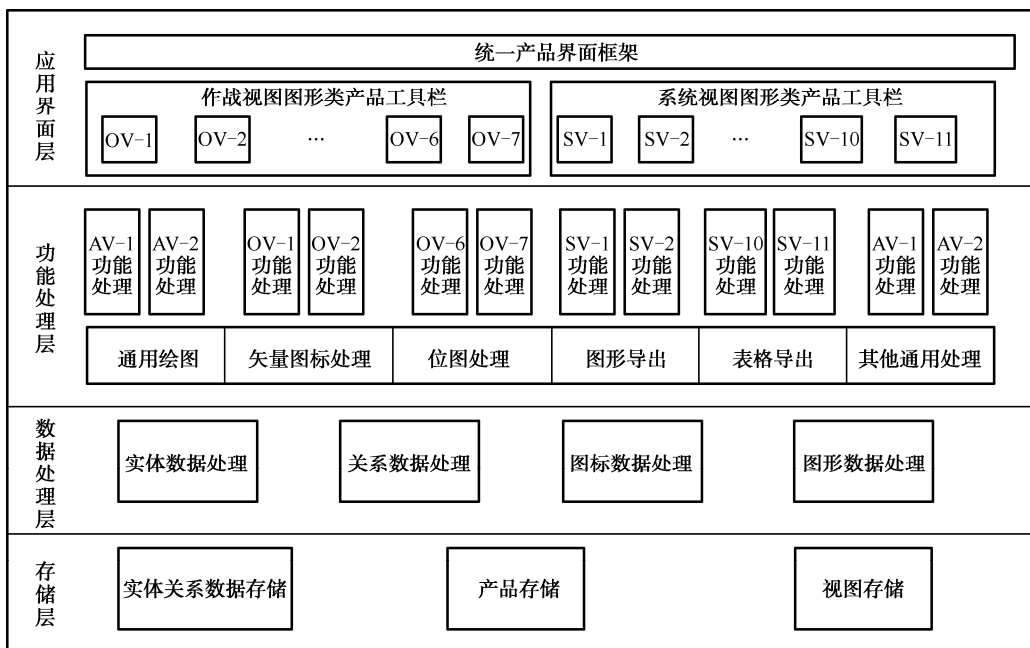 应用界面层
统一产品界面框架
作战视图图形类产品工具栏
OV-1
OV-2
…
OV-6
OV-7
系统视图图形类产品工具栏
SV-1
SV-2
…
SV-10
SV-11
功能处理层
AV-1
功能
处理
AV-2
功能
处理
OV-1
功能
处理
OV-2
功能
处理
OV-6
功能
处理
OV-7
功能
处理
SV-1
功能
处理
SV-2
功能
处理
SV-10
功能
处理
SV-11
功能
处理
AV-1
功能
处理
AV-2
功能
处理
通用绘图
矢量图标处理
位图处理
图形导出
表格导出
其他通用处理
数据处理层
实体数据处理
关系数据处理
图标数据处理
图形数据处理
存储层
实体关系数据存储
产品存储
视图存储